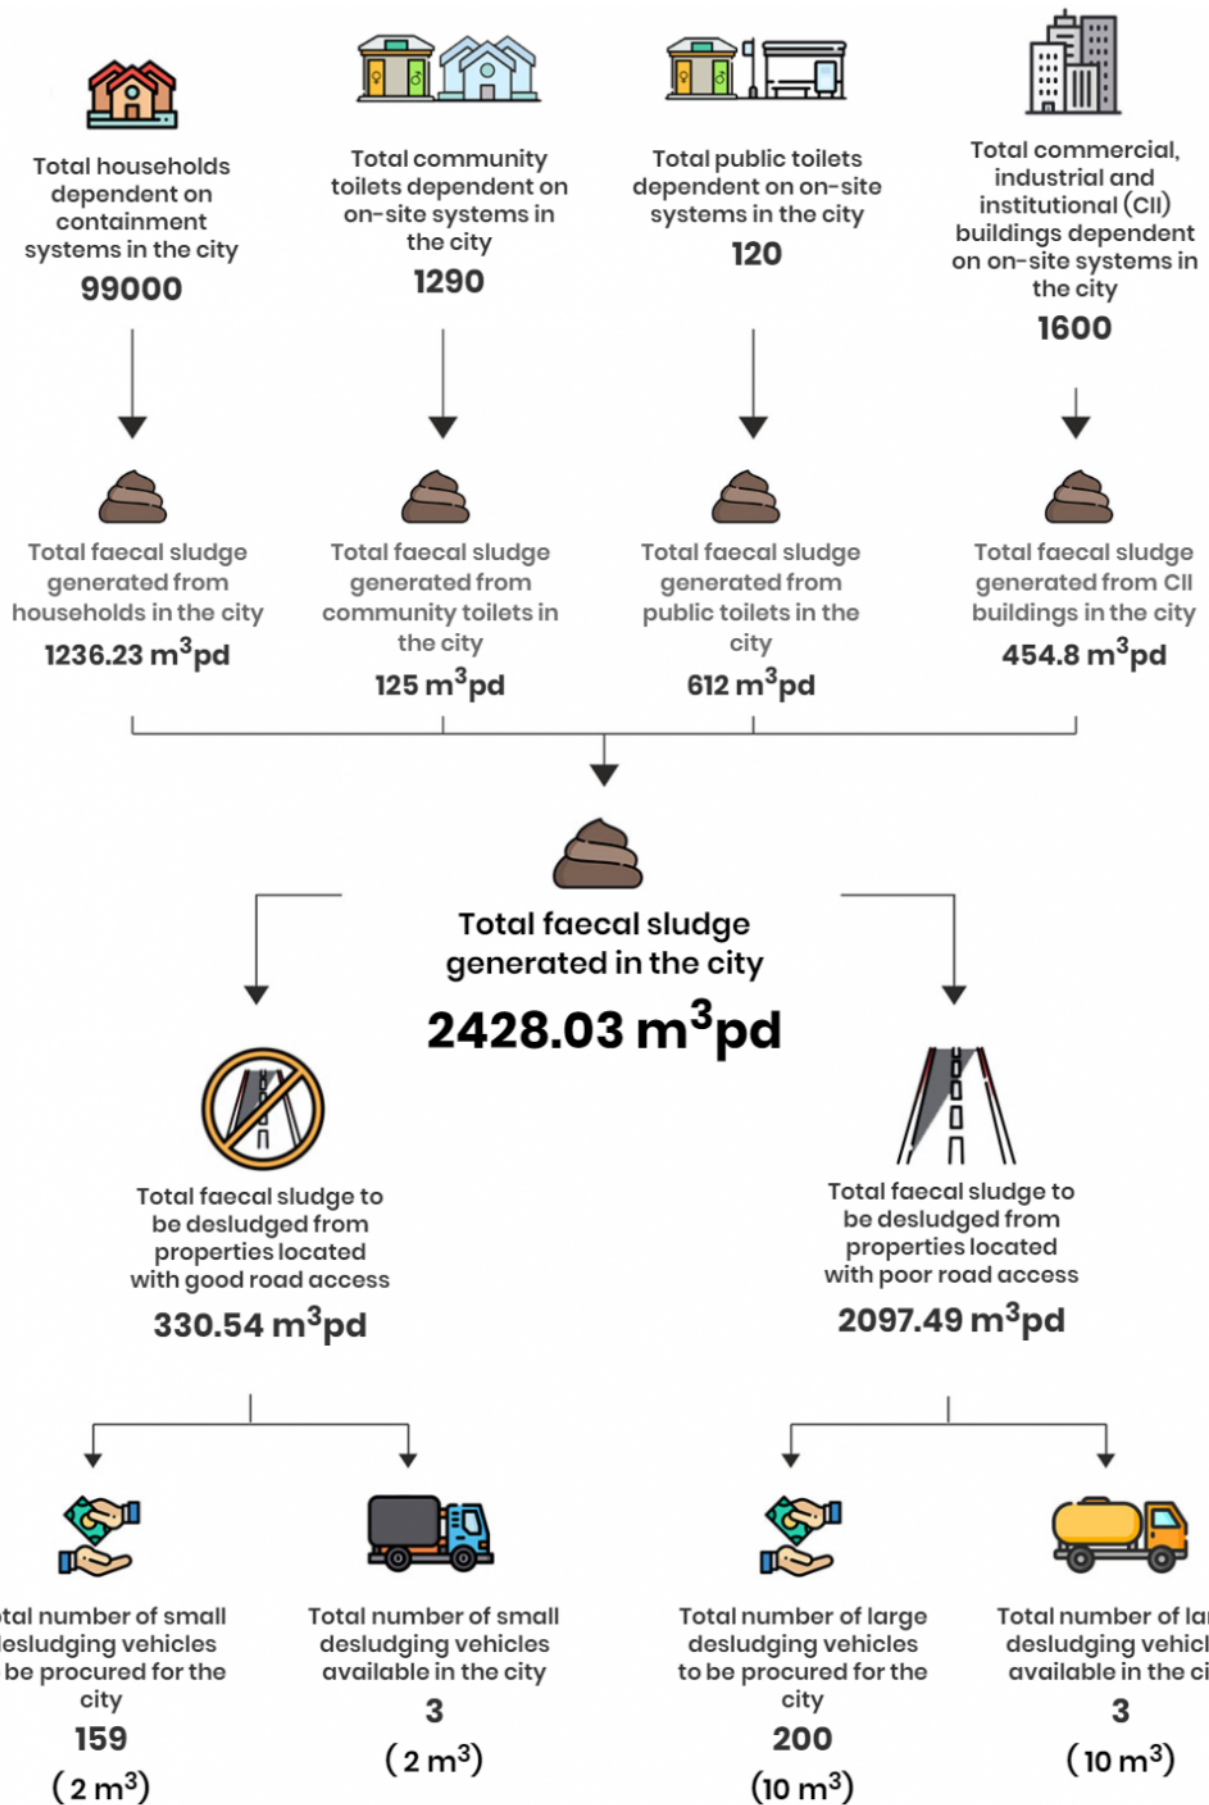 Total households
dependent on
containment
systems in the city
99000
Total community
toilets dependent on
on-site systems in
the city
1290
Total public toilets
dependent on on-site
systems in the city
120
Total commercial,
industrial and
institutional (CII)
buildings dependent
on on-site systems in
the city
1600
Total faecal sludge
generated from
households in the city
1236.23 m³pd
Total faecal sludge
generated from
community toilets in
the city
125 m³pd
Total faecal sludge
generated from
public toilets in the
city
612 m³pd
Total faecal sludge
generated from CII
buildings in the city
454.8 m³pd
Total faecal sludge
generated in the city
2428.03 m³pd
Total faecal sludge to
be desludged from
properties located
with good road access
330.54 m³pd
Total faecal sludge to
be desludged from
properties located
with poor road access
2097.49 m³pd
number of small
vehicles
be procured for the
city
159
(2 m³)
Total number of small
desludging vehicles
available in the city
3
(2 m³)
Total number of large
desludging vehicles
to be procured for the
city
200
(10 m³)
Total number of
desludging
available in the
3
(10 m³)